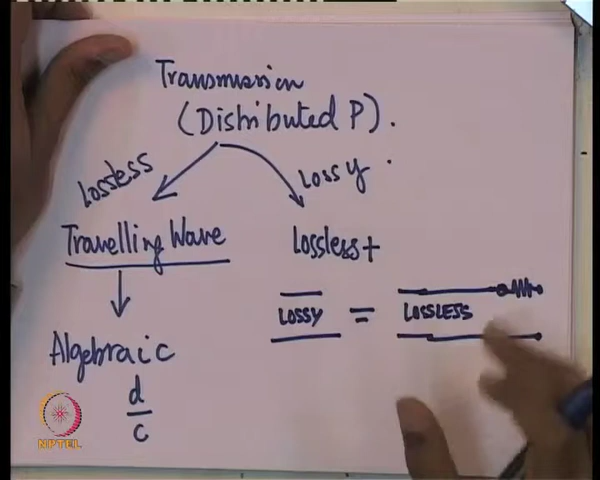 Transmission
(Distributed P).
Lossless
Lossy
Travelling Wave
Lossless+
LOSSY = LOSSLESS
Algebraic
d
c
NPTEL